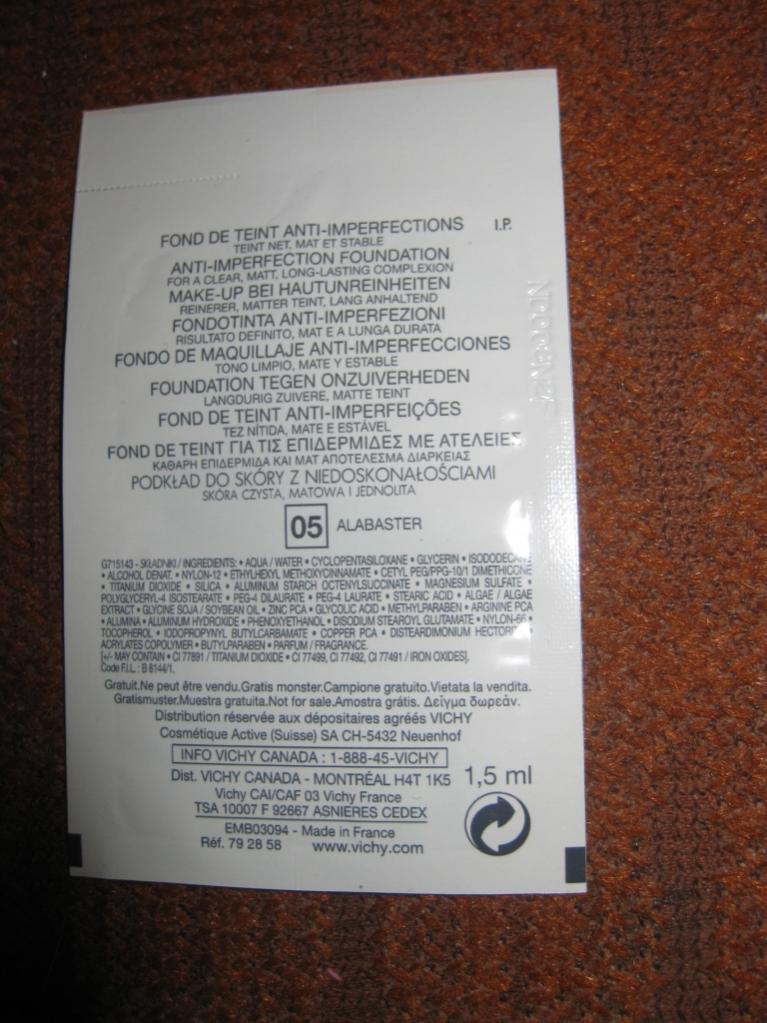 FOND DE TEINT ANTI-IMPERFECTIONS I.P.
TEINT NET, MAT ET STABLE
ANTI-IMPERFECTION FOUNDATION
FOR A CLEAR, MATT, LONG-LASTING COMPLEXION
MAKE-UP BEI HAUTUNREINHEITEN
REINERER, MATTER TEINT, LANG ANHALTEND
FONDOTINTA ANTI-IMPERFEZIONI
RISULTATO DEFINITO, MAT E A LUNGA DURATA
FONDO DE MAQUILLAJE ANTI-IMPERFECCIONES
TONO LIMPIO, MATE Y ESTABLE
FOUNDATION TEGEN ONZUIVERHEDEN
LANGDURIG ZUIVERE, MATTE TEINT
FOND DE TEINT ANTI-IMPERFEIÇÕES
TEZ NÍTIDA, MATE E ESTÁVEL
FOND DE TEINT ΓΙΑ ΤΙΣ ΕΠΙΔΕΡΜΙΔΕΣ ΜΕ ΑΤΕΛΕΙΕΣ
ΚΑΘΑΡΗ ΕΠΙΔΕΡΜΙΔΑ ΚΑΙ ΜΑΤ ΑΠΟΤΕΛΕΣΜΑ ΔΙΑΡΚΕΙΑΣ
PODKŁAD DO SKÓRY Z NIEDOSKONAŁOŚCIAMI
SKÓRA CZYSTA, MATOWA I JEDNOLITA
05 ALABASTER
G715143 - SKŁADNIKI / INGREDIENTS: • AQUA / WATER • CYCLOPENTASILOXANE • GLYCERIN • ISODODECANE
• ALCOHOL DENAT. • NYLON-12 • ETHYLHEXYL METHOXYCINNAMATE • CETYL PEG/PPG-10/1 DIMETHICONE
• TITANIUM DIOXIDE • SILICA • ALUMINUM STARCH OCTENYLSUCCINATE • MAGNESIUM SULFATE •
POLYGLYCERYL-4 ISOSTEARATE • PEG-4 DILAURATE • PEG-4 LAURATE • STEARIC ACID • ALGAE / ALGAE
EXTRACT • GLYCINE SOJA / SOYBEAN OIL • ZINC PCA • GLYCOLIC ACID • METHYLPARABEN • ARGININE PCA
• ALUMINA • ALUMINUM HYDROXIDE • PHENOXYETHANOL • DISODIUM STEAROYL GLUTAMATE • NYLON-66 •
TOCOPHEROL • IODOPROPYNYL BUTYLCARBAMATE • COPPER PCA • DISTEARDIMONIUM HECTORITE •
ACRYLATES COPOLYMER • BUTYLPARABEN • PARFUM / FRAGRANCE.
[+/- MAY CONTAIN • CI 77891 / TITANIUM DIOXIDE • CI 77499, CI 77492, CI 77491 / IRON OXIDES].
Code F.I.L. : B 8144/1.
Gratuit.Ne peut être vendu.Gratis monster.Campione gratuito.Vietata la vendita.
Gratismuster.Muestra gratuita.Not for sale.Amostra grátis. Δείγμα δωρεάν.
Distribution réservée aux dépositaires agréés VICHY
Cosmétique Active (Suisse) SA CH-5432 Neuenhof
INFO VICHY CANADA : 1-888-45-VICHY
Dist. VICHY CANADA - MONTRÉAL H4T 1K5 1,5 ml
Vichy CAI/CAF 03 Vichy France
TSA 10007 F 92667 ASNIERES CEDEX
EMB03094 - Made in France
Réf. 79 28 58 www.vichy.com